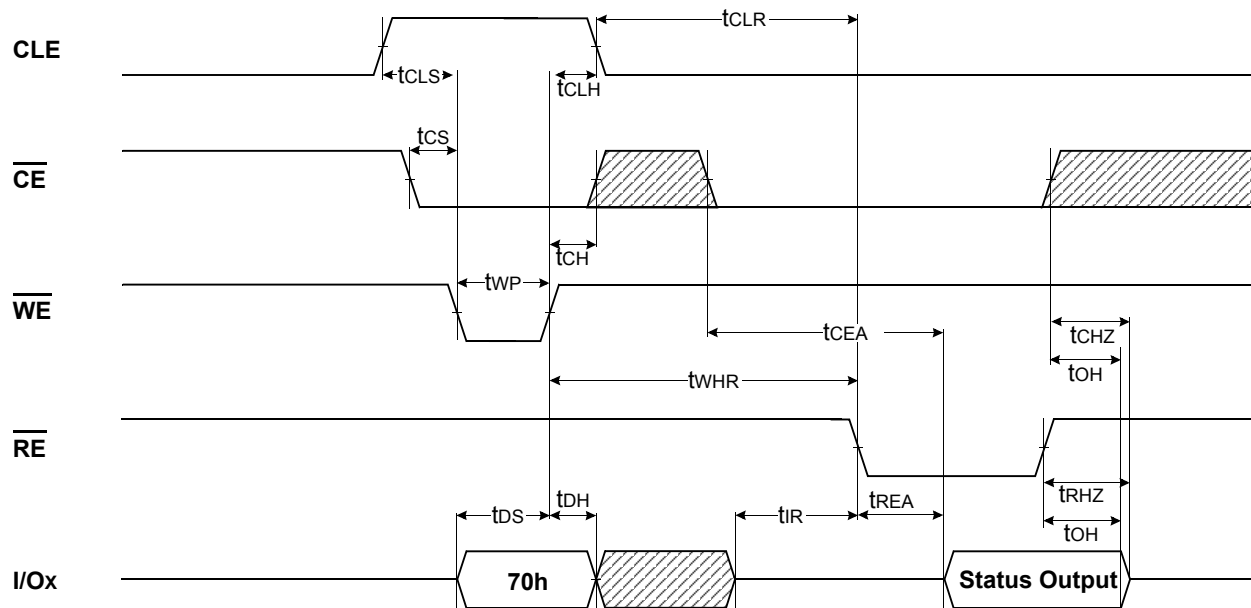 tCLR
CLE
tCLS
tCLH
tCS
CE
tCH
tWP
WE
tCEA
tCHZ
tOH
tWHR
RE
tDH
tREA
tRHZ
tDS
tIR
tOH
I/Ox
70h
Status Output